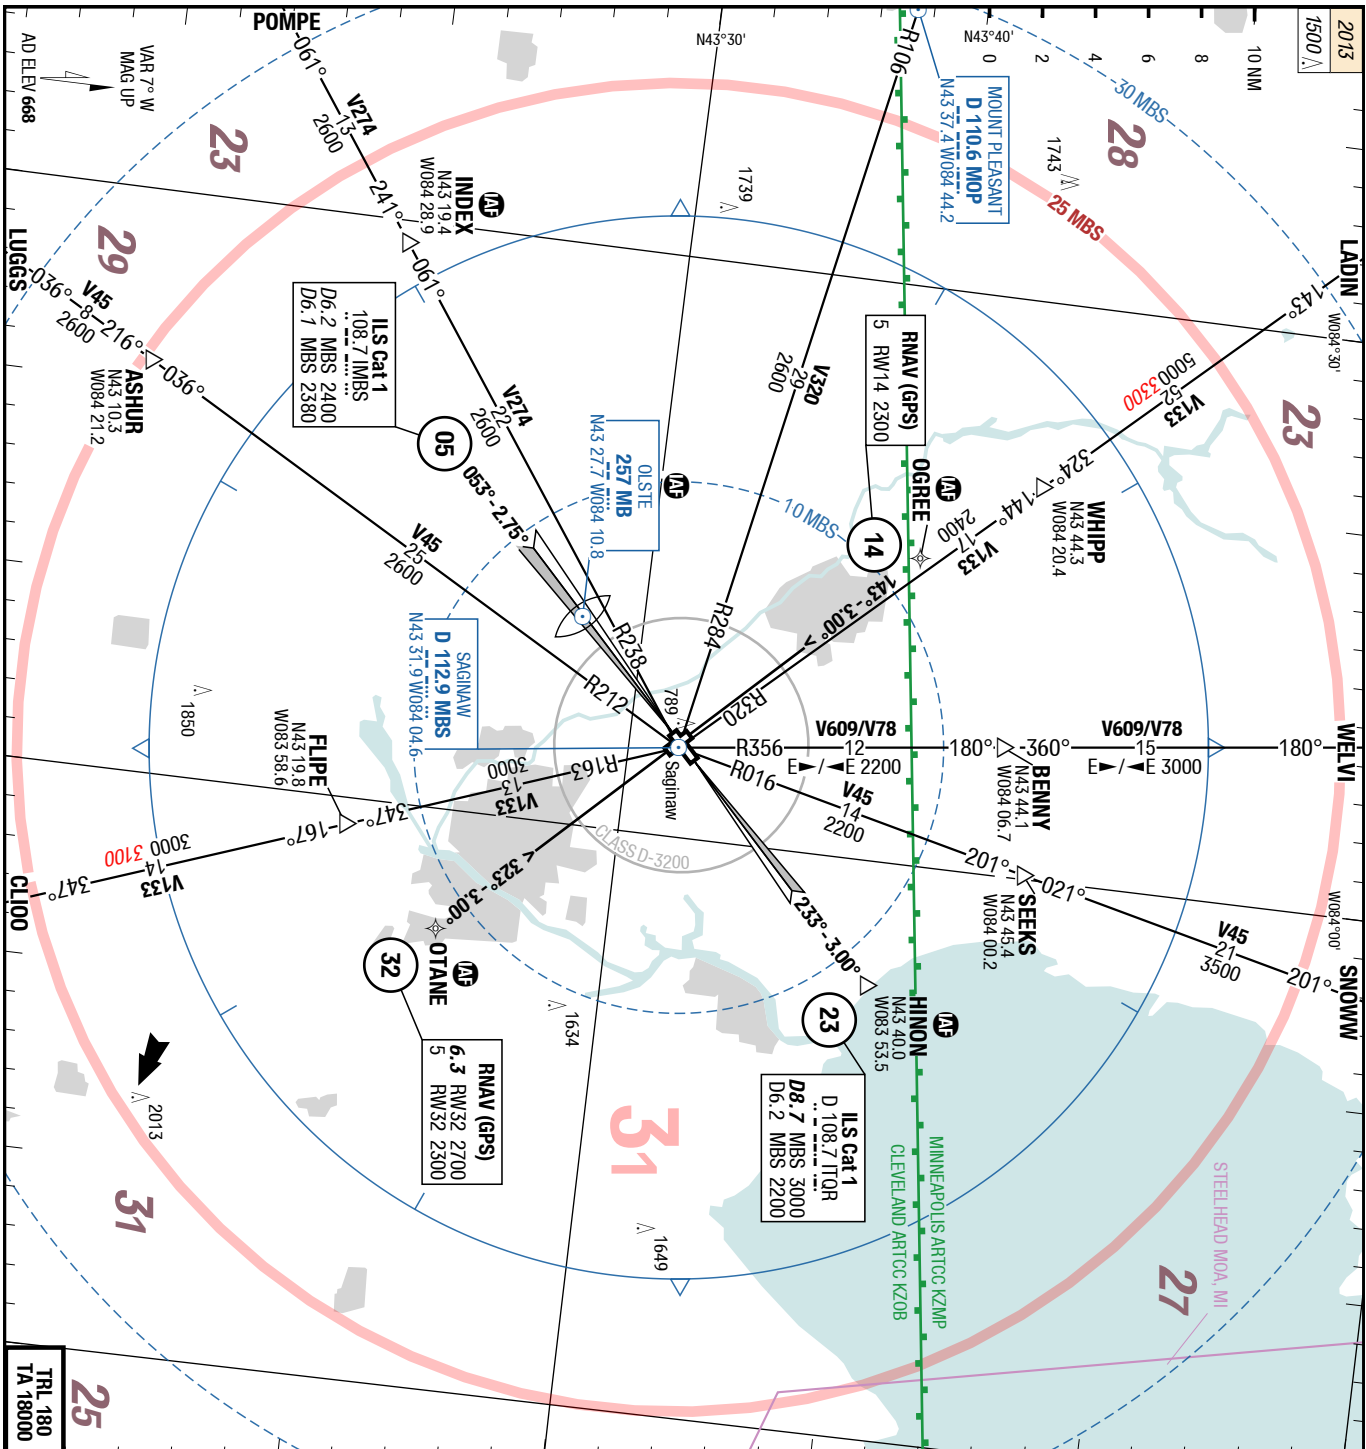 2013
1500
10 NM
8
6
4
2
0
N43°40'
N43°30'
POMPE
VAR 7° W
MAG UP
AD ELEV 668
23
29
28
23
31
31
27
25
30 MBS
25 MBS
10 MBS
MOUNT PLEASANT
D 110.6 MOP
N43 37.4 W084 44.2
R106
V320
29
2600
R284
1743
1739
061°
V274
13
2600
241°
IAF
INDEX
N43 19.4
W084 28.9
061°
V274
22
2600
R238
LUGGS
036°
V45
8
2600
216°
ASHUR
N43 10.3
W084 21.2
036°
V45
25
2600
R212
LADIN
143°
W084°30'
5000 3300
52
V133
324°
WHIPP
N43 44.3
W084 20.4
144°
2400
17
V133
R320
RNAV (GPS)
5 RW14 2300
IAF
OGREE
14
143°-3.00° >
ILS Cat 1
108.7 IMBS
D6.2 MBS 2400
D6.1 MBS 2380
05
053°-2.75°
IAF
OLSTE
257 MB
N43 27.7 W084 10.8
SAGINAW
D 112.9 MBS
N43 31.9 W084 04.6
789
Saginaw
CLASS D-3200
R356
V609/V78
12
E / E 2200
180°
BENNY
N43 44.1
W084 06.7
360°
V609/V78
15
E / E 3000
180°
WELVI
R016
V45
14
2200
201°
SEEKS
N43 45.4
W084 00.2
021°
V45
21
3500
201°
SNOWW
W084°00'
R163
3000
13
V133
347°
FLIPE
N43 19.8
W083 58.6
167°
3000
3100
14
V133
347°
CLIOO
1850
< 323°-3.00°
IAF
OTANE
32
RNAV (GPS)
6.3 RW32 2700
5 RW32 2300
233°-3.00°
IAF
HINON
N43 40.0
W083 53.5
23
ILS Cat 1
D 108.7 ITQR
D8.7 MBS 3000
D6.2 MBS 2200
1634
2013
1649
MINNEAPOLIS ARTCC KZMP
CLEVELAND ARTCC KZOB
STEELHEAD MOA, MI
TRL 180
TA 18000